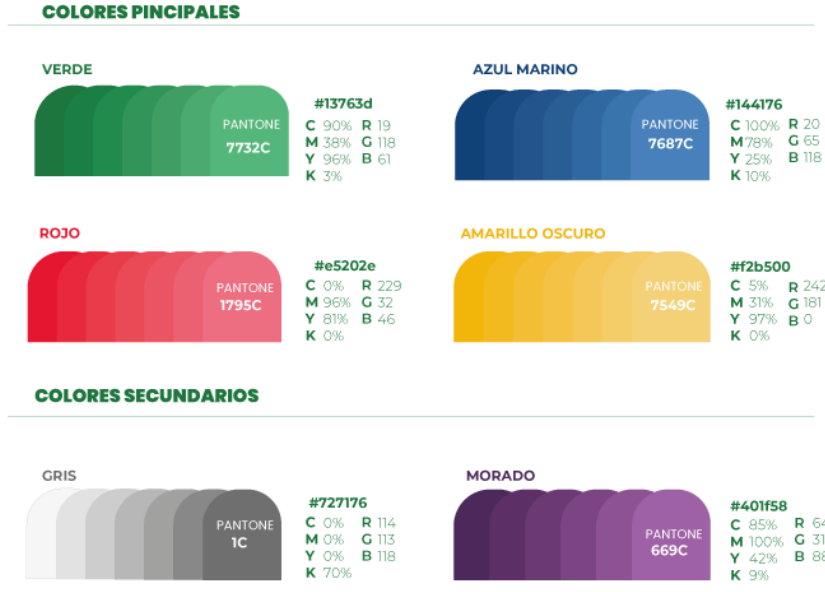 COLORES PINCIPALES
VERDE
PANTONE
7732C
#13763d
C 90% R 19
M 38% G 118
Y 96% B 61
K 3%
AZUL MARINO
PANTONE
7687C
#144176
C 100% R 20
M 78% G 65
Y 25% B 118
K 10%
ROJO
PANTONE
1795C
#e5202e
C 0% R 229
M 96% G 32
Y 81% B 46
K 0%
AMARILLO OSCURO
PANTONE
7549C
#f2b500
C 5% R 242
M 31% G 181
Y 97% B 0
K 0%
COLORES SECUNDARIOS
GRIS
PANTONE
1C
#727176
C 0% R 114
M 0% G 113
Y 0% B 118
K 70%
MORADO
PANTONE
669C
#401f58
C 85% R 64
M 100% G 31
Y 42% B 88
K 9%